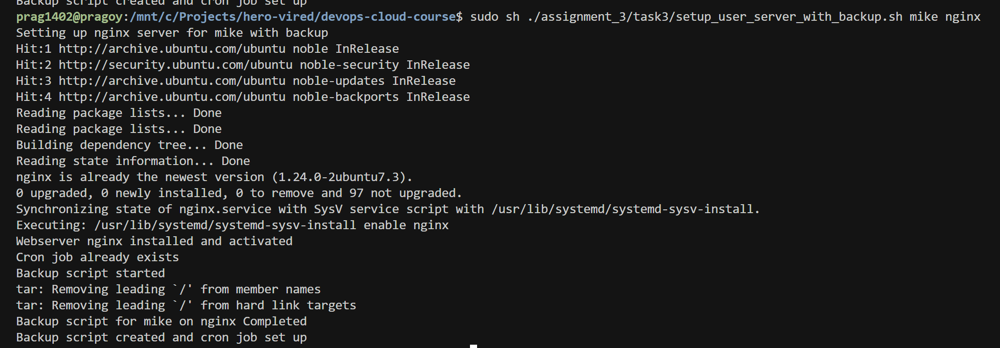 Backup script created and cron job set up
prag1402@pragoy:/mnt/c/Projects/hero-vired/devops-cloud-course$ sudo sh ./assignment_3/task3/setup_user_server_with_backup.sh mike nginx
Setting up nginx server for mike with backup
Hit:1 http://archive.ubuntu.com/ubuntu noble InRelease
Hit:2 http://security.ubuntu.com/ubuntu noble-security InRelease
Hit:3 http://archive.ubuntu.com/ubuntu noble-updates InRelease
Hit:4 http://archive.ubuntu.com/ubuntu noble-backports InRelease
Reading package lists... Done
Reading package lists... Done
Building dependency tree... Done
Reading state information... Done
nginx is already the newest version (1.24.0-2ubuntu7.3).
0 upgraded, 0 newly installed, 0 to remove and 97 not upgraded.
Synchronizing state of nginx.service with SysV service script with /usr/lib/systemd/systemd-sysv-install.
Executing: /usr/lib/systemd/systemd-sysv-install enable nginx
Webserver nginx installed and activated
Cron job already exists
Backup script started
tar: Removing leading `/' from member names
tar: Removing leading `/' from hard link targets
Backup script for mike on nginx Completed
Backup script created and cron job set up